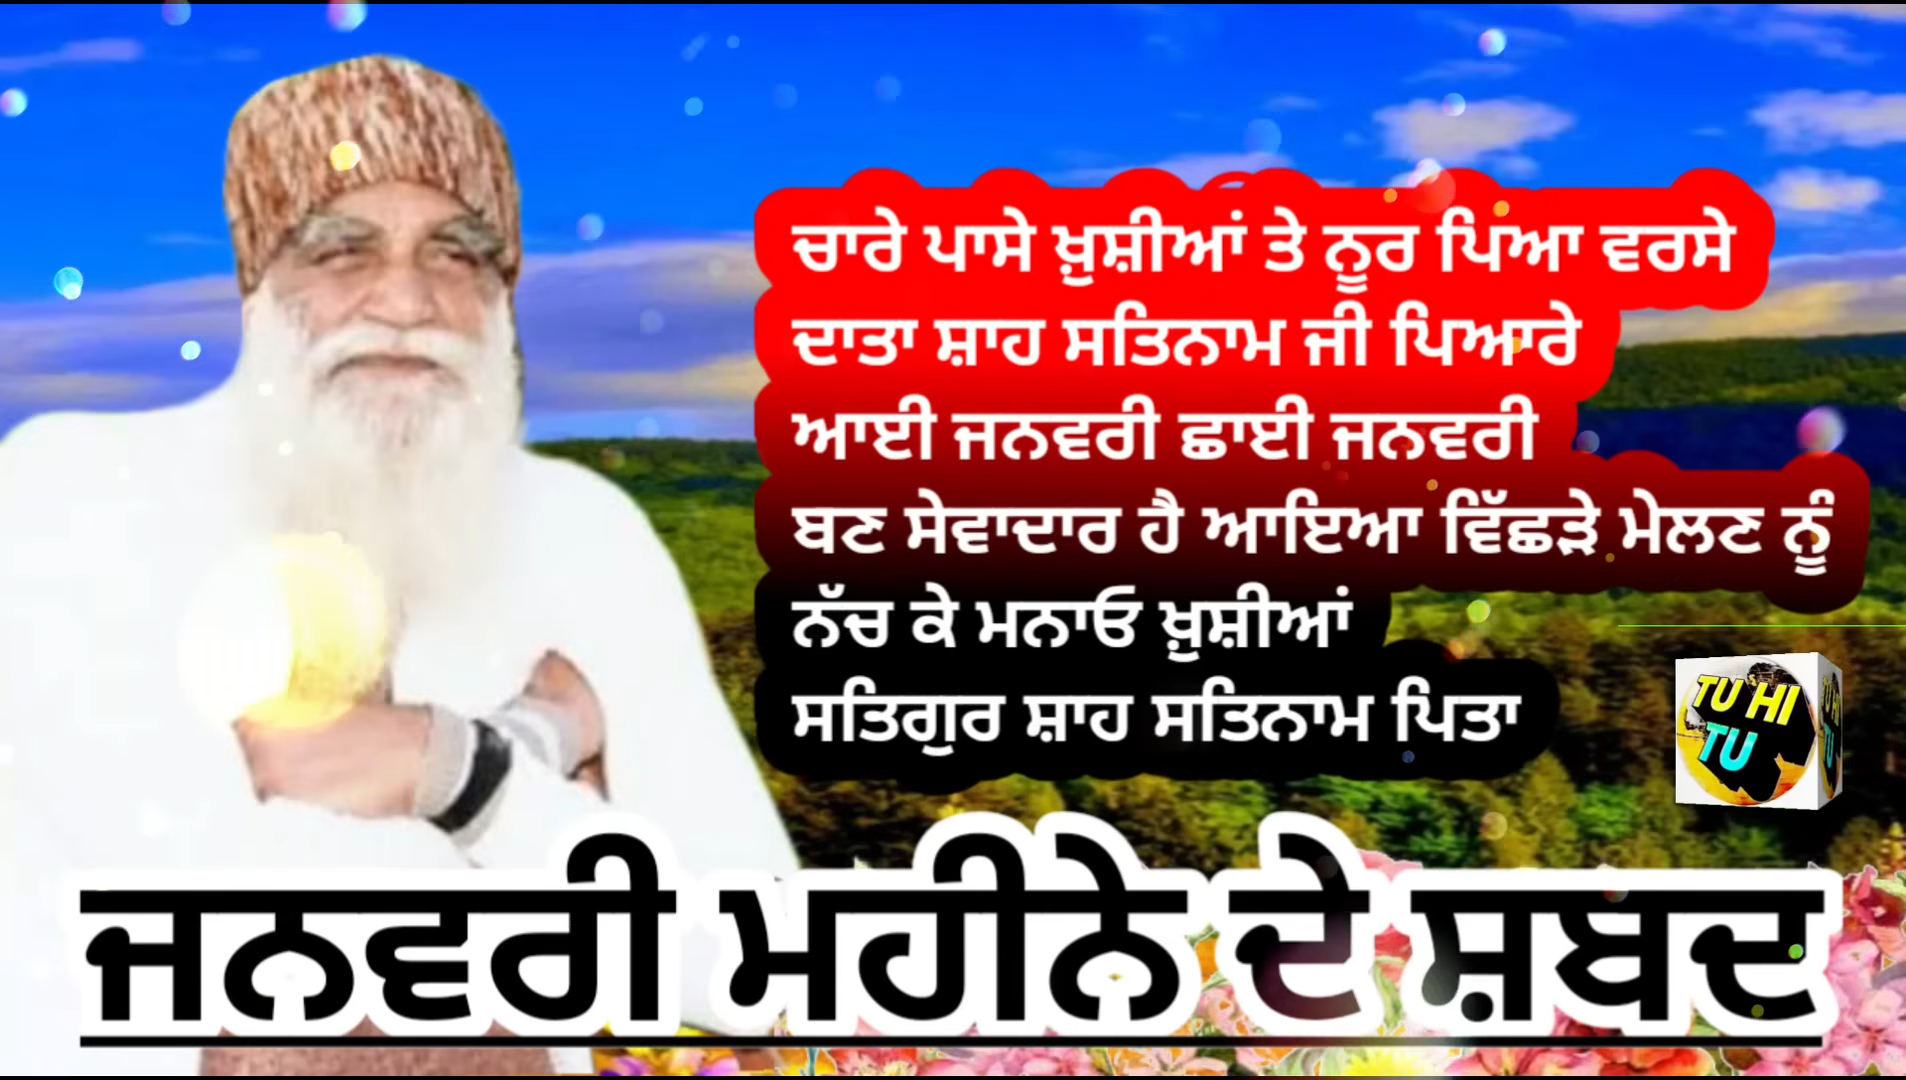 ਚਾਰੇ ਪਾਸੇ ਖ਼ੁਸ਼ੀਆਂ ਤੇ ਨੂਰ ਪਿਆ ਵਰਸੇ
ਦਾਤਾ ਸ਼ਾਹ ਸਤਿਨਾਮ ਜੀ ਪਿਆਰੇ
ਆਈ ਜਨਵਰੀ ਛਾਈ ਜਨਵਰੀ
ਬਣ ਸੇਵਾਦਾਰ ਹੈ ਆਇਆ ਵਿੱਛੜੇ ਮੇਲਣ ਨੂੰ
ਨੱਚ ਕੇ ਮਨਾਓ ਖ਼ੁਸ਼ੀਆਂ
ਸਤਿਗੁਰ ਸ਼ਾਹ ਸਤਿਨਾਮ ਪਿਤਾ
TU HI
TU
ਜਨਵਰੀ ਮਹੀਨੇ ਦੇ ਸ਼ਬਦ